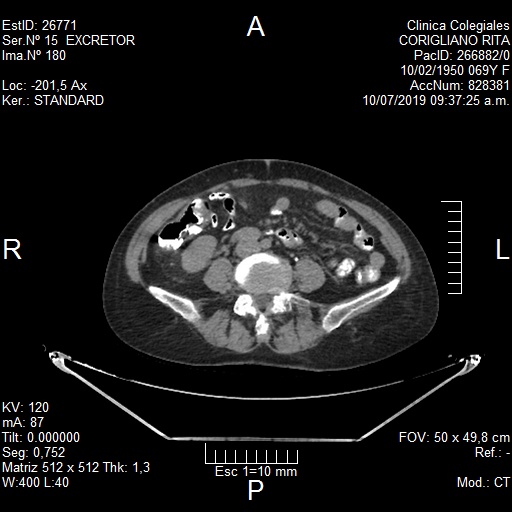 EstID: 26771
Ser.Nº 15 EXCRETOR
Ima.Nº 180
Loc: -201,5 Ax
Ker.: STANDARD
A
Clinica Colegiales
CORIGLIANO RITA
PacID: 266882/0
10/02/1950 069Y F
AccNum: 828381
10/07/2019 09:37:25 a.m.
R
L
KV: 120
mA: 87
Tilt: 0.000000
Seg: 0,752
Matriz 512 x 512 Thk: 1,3
W:400 L:40
Esc 1=10 mm
P
FOV: 50 x 49,8 cm
Ref.: -
Mod.: CT